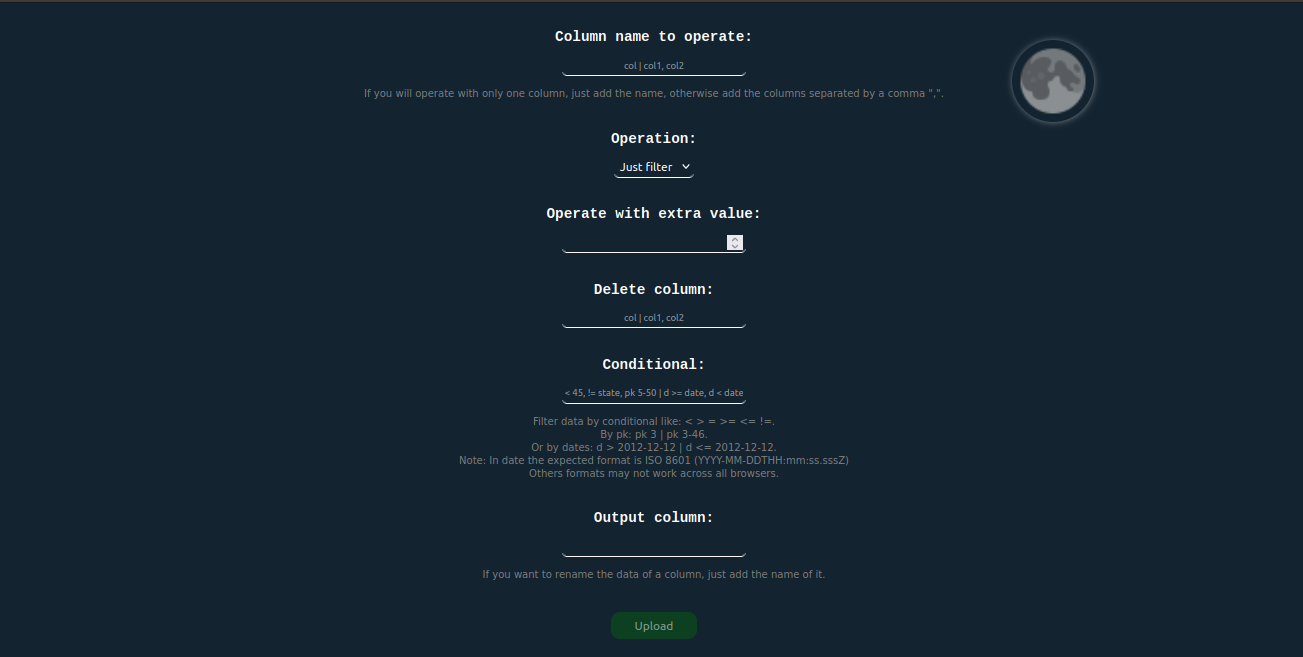 Column name to operate:
col | col1, col2
If you will operate with only one column, just add the name, otherwise add the columns separated by a comma ",".
Operation:
Just filter
Operate with extra value:
Delete column:
col | col1, col2
Conditional:
< 45, != state, pk 5-50 | d >= date, d < date
Filter data by conditional like: < > = >= <= !=.
By pk: pk 3 | pk 3-46.
Or by dates: d > 2012-12-12 | d <= 2012-12-12.
Note: In date the expected format is ISO 8601 (YYYY-MM-DDTHH:mm:ss.sssZ)
Others formats may not work across all browsers.
Output column:
If you want to rename the data of a column, just add the name of it.
Upload